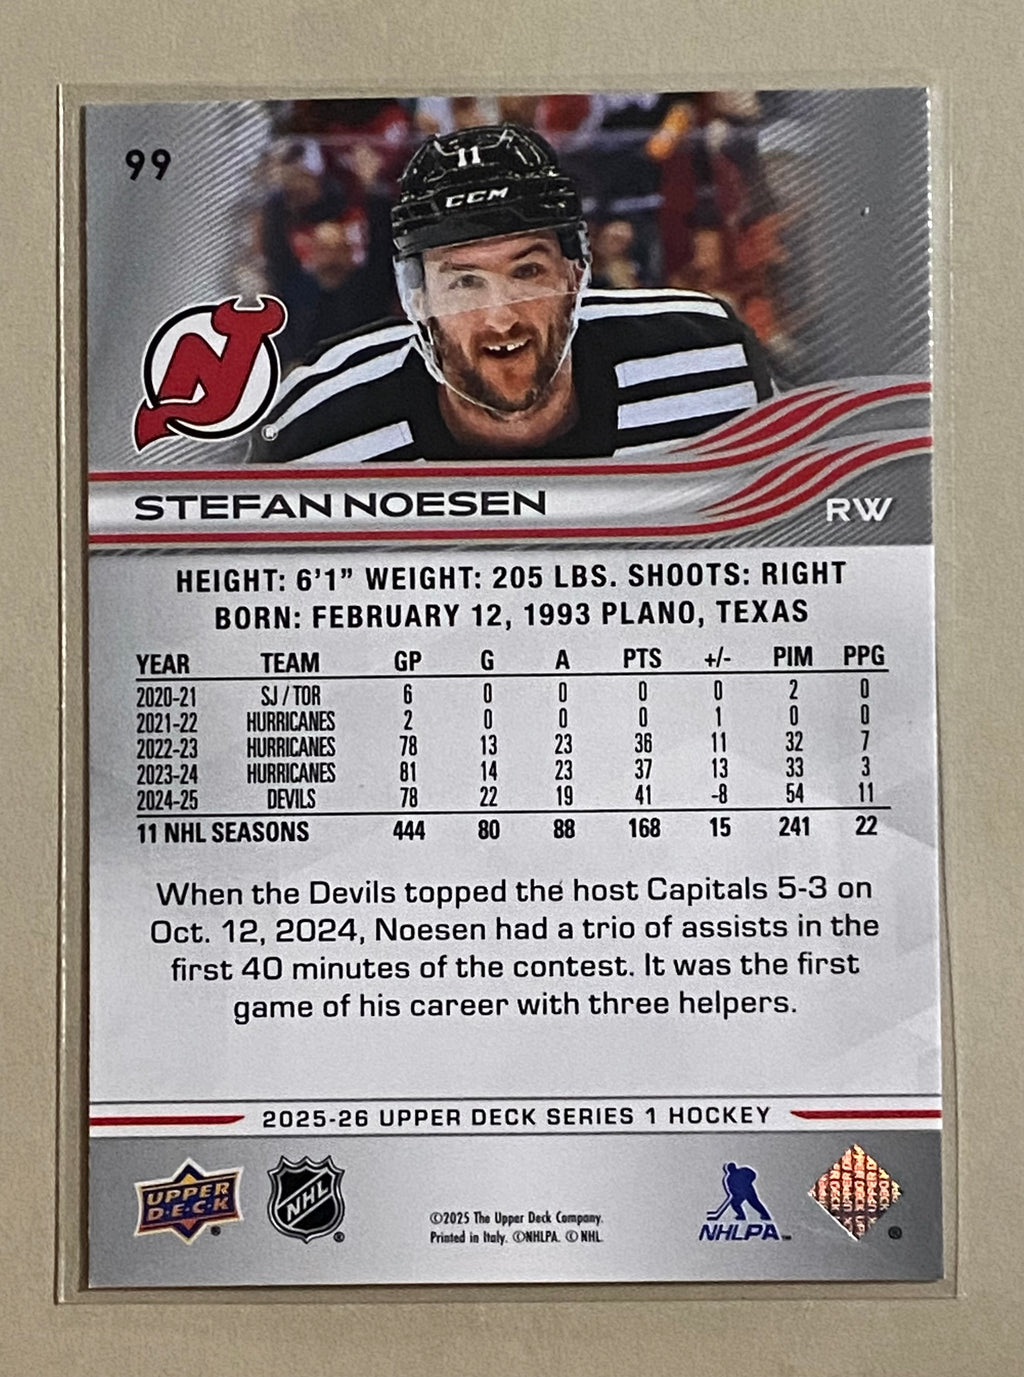 99
11
CCM
NJ
®
STEFAN NOESEN
RW
HEIGHT: 6'1" WEIGHT: 205 LBS. SHOOTS: RIGHT
BORN: FEBRUARY 12, 1993 PLANO, TEXAS
YEAR TEAM GP G A PTS +/- PIM PPG
2020-21 SJ / TOR 6 0 0 0 0 2 0
2021-22 HURRICANES 2 0 0 0 1 0 0
2022-23 HURRICANES 78 13 23 36 11 32 7
2023-24 HURRICANES 81 14 23 37 13 33 3
2024-25 DEVILS 78 22 19 41 -8 54 11
11 NHL SEASONS 444 80 88 168 15 241 22
When the Devils topped the host Capitals 5-3 on
Oct. 12, 2024, Noesen had a trio of assists in the
first 40 minutes of the contest. It was the first
game of his career with three helpers.
2025-26 UPPER DECK SERIES 1 HOCKEY
UPPER
D·E·C·K
®
NHL
®
©2025 The Upper Deck Company.
Printed in Italy. ©NHLPA. © NHL.
NHLPA™
UPPER DECK
®